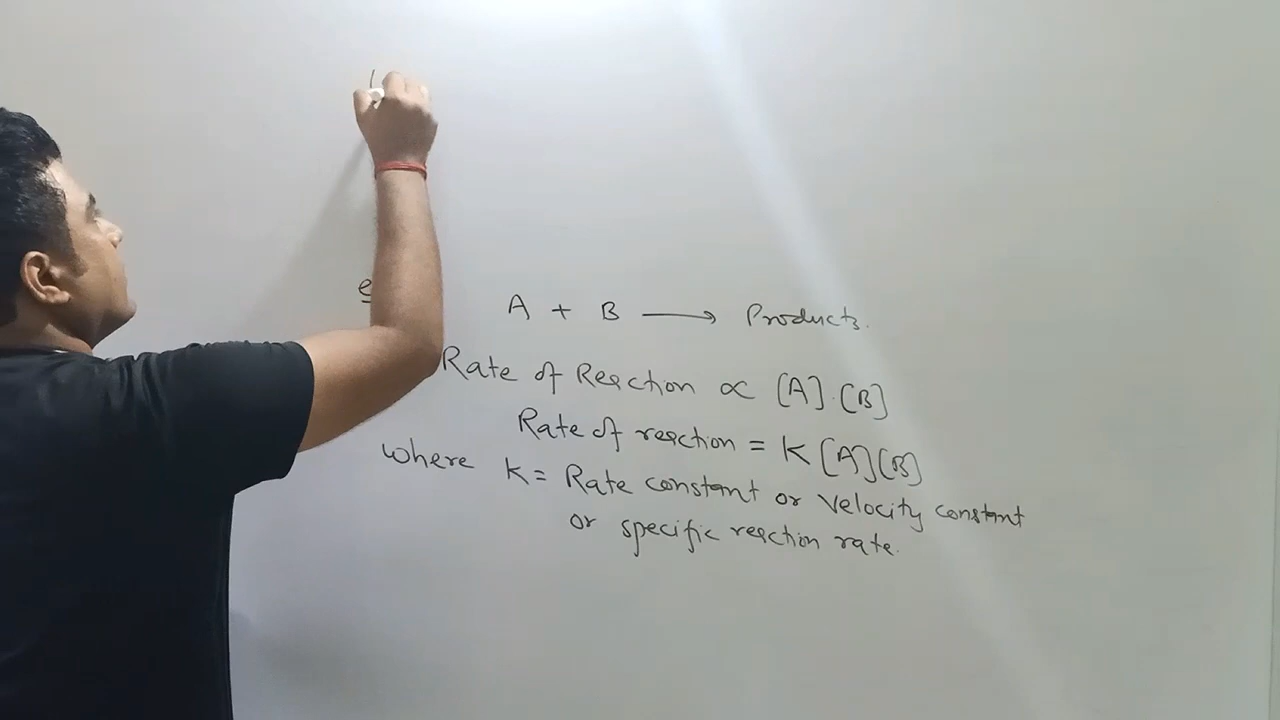 e
A + B ⟶ Products.
Rate of Reaction ∝ [A].[B]
Rate of reaction = K[A][B]
where K = Rate constant or velocity constant
or specific reaction rate.